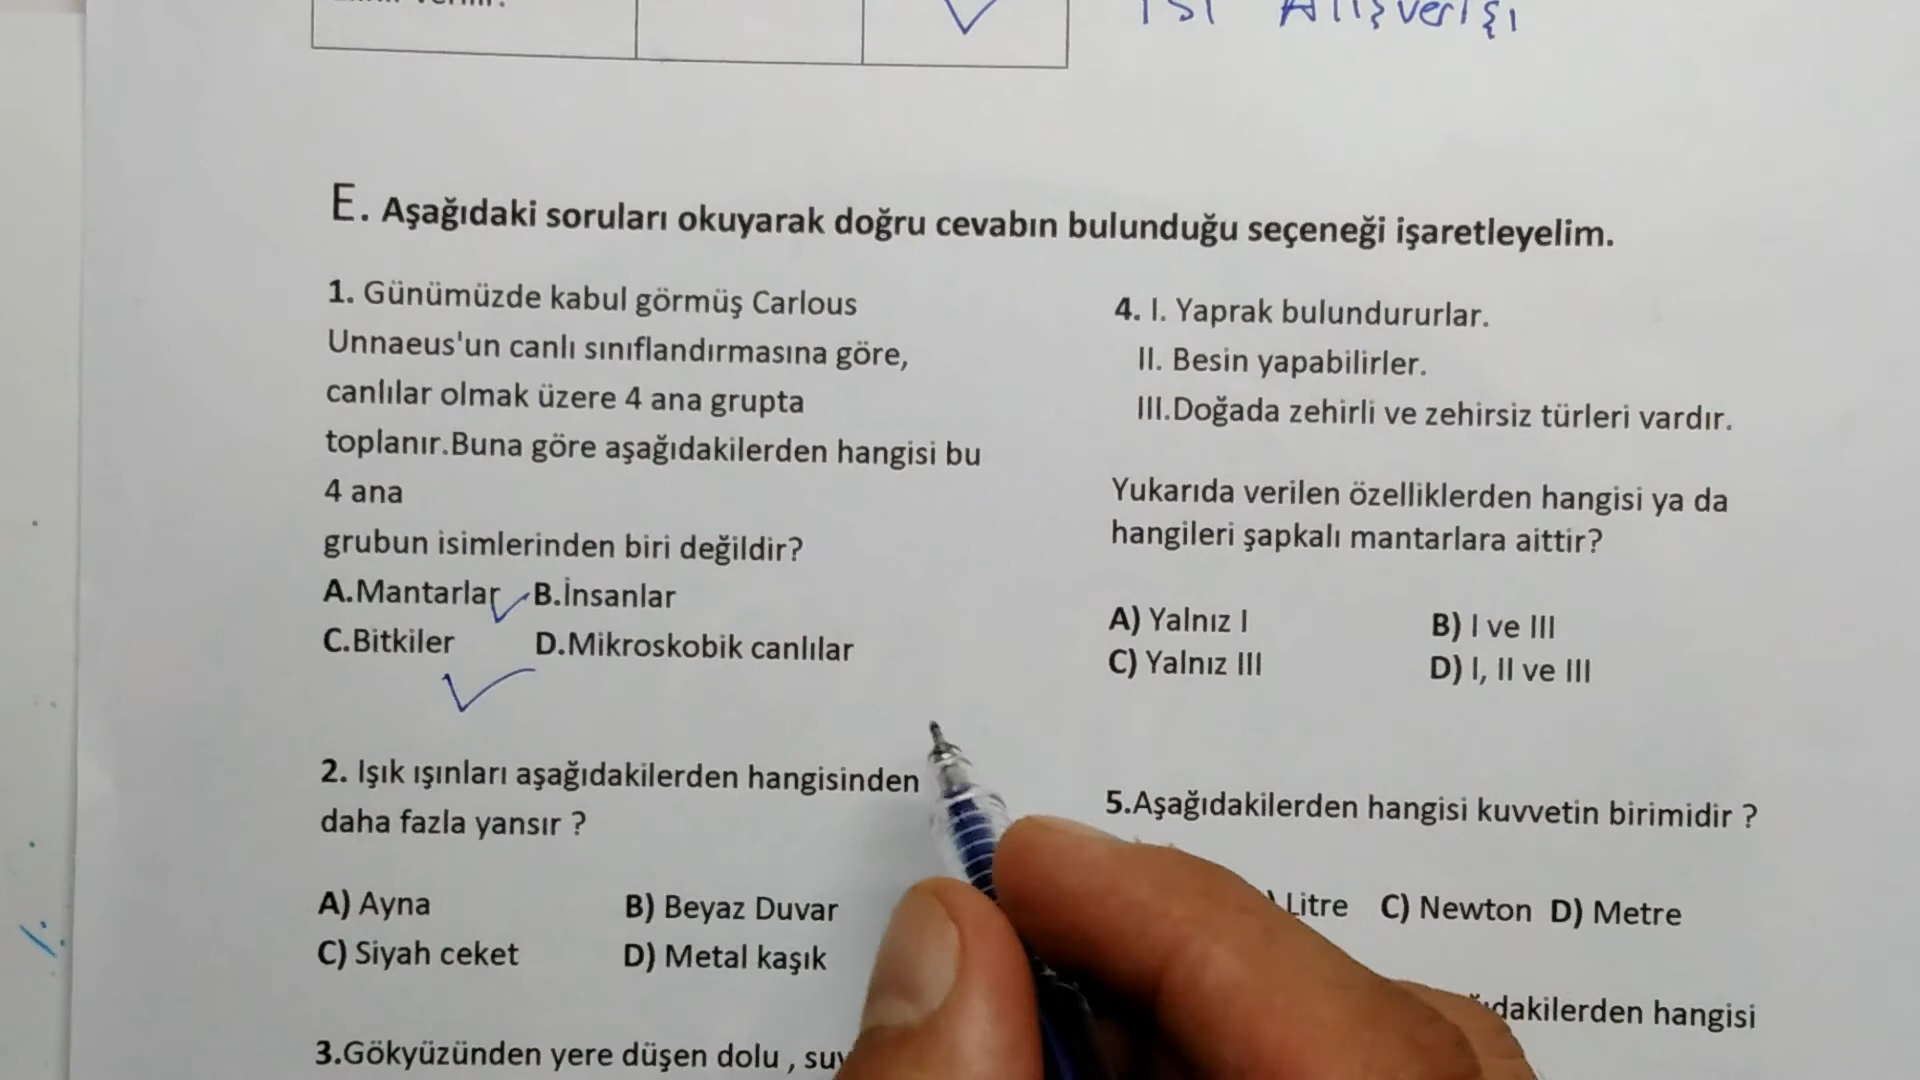 ISI Alışverişi
E. Aşağıdaki soruları okuyarak doğru cevabın bulunduğu seçeneği işaretleyelim.
1. Günümüzde kabul görmüş Carlous
Unnaeus'un canlı sınıflandırmasına göre,
canlılar olmak üzere 4 ana grupta
toplanır.Buna göre aşağıdakilerden hangisi bu
4 ana
grubun isimlerinden biri değildir?
A.Mantarlar B.İnsanlar
C.Bitkiler D.Mikroskobik canlılar
2. Işık ışınları aşağıdakilerden hangisinden
daha fazla yansır ?
A) Ayna B) Beyaz Duvar
C) Siyah ceket D) Metal kaşık
3.Gökyüzünden yere düşen dolu ,
4. I. Yaprak bulundururlar.
II. Besin yapabilirler.
III.Doğada zehirli ve zehirsiz türleri vardır.
Yukarıda verilen özelliklerden hangisi ya da
hangileri şapkalı mantarlara aittir?
A) Yalnız I B) I ve III
C) Yalnız III D) I, II ve III
5.Aşağıdakilerden hangisi kuvvetin birimidir ?
Litre C) Newton D) Metre
hangisi